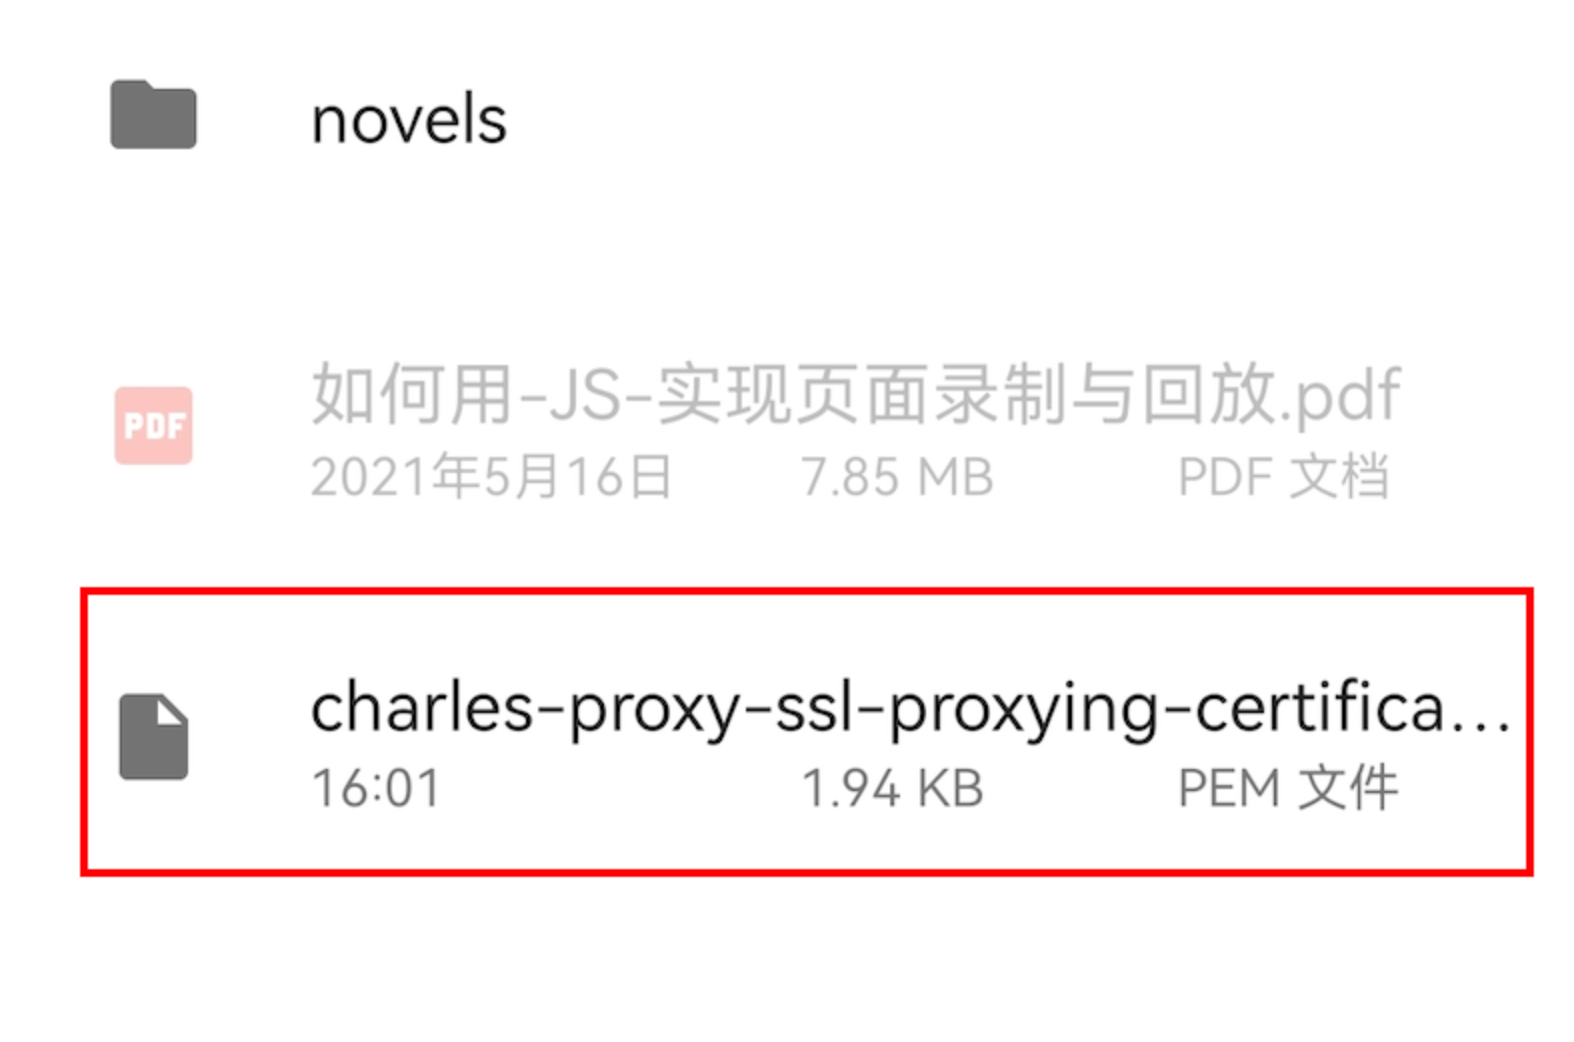 novels
如何用-JS-实现页面录制与回放.pdf
PDF
2021年5月16日 7.85 MB PDF 文档
charles-proxy-ssl-proxying-certifica...
16:01 1.94 KB PEM 文件